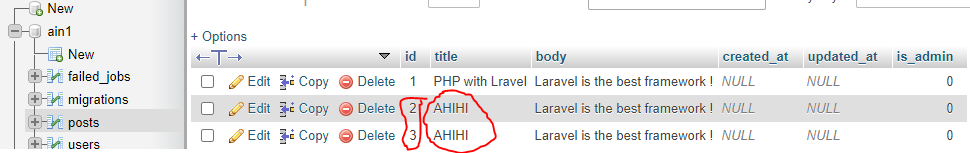 New
ain1
New
failed_jobs
migrations
posts
users
+ Options
id title body created_at updated_at is_admin
Edit Copy Delete 1 PHP with Lravel Laravel is the best framework ! NULL NULL 0
Edit Copy Delete 2 AHIHI Laravel is the best framework ! NULL NULL 0
Edit Copy Delete 3 AHIHI Laravel is the best framework ! NULL NULL 0